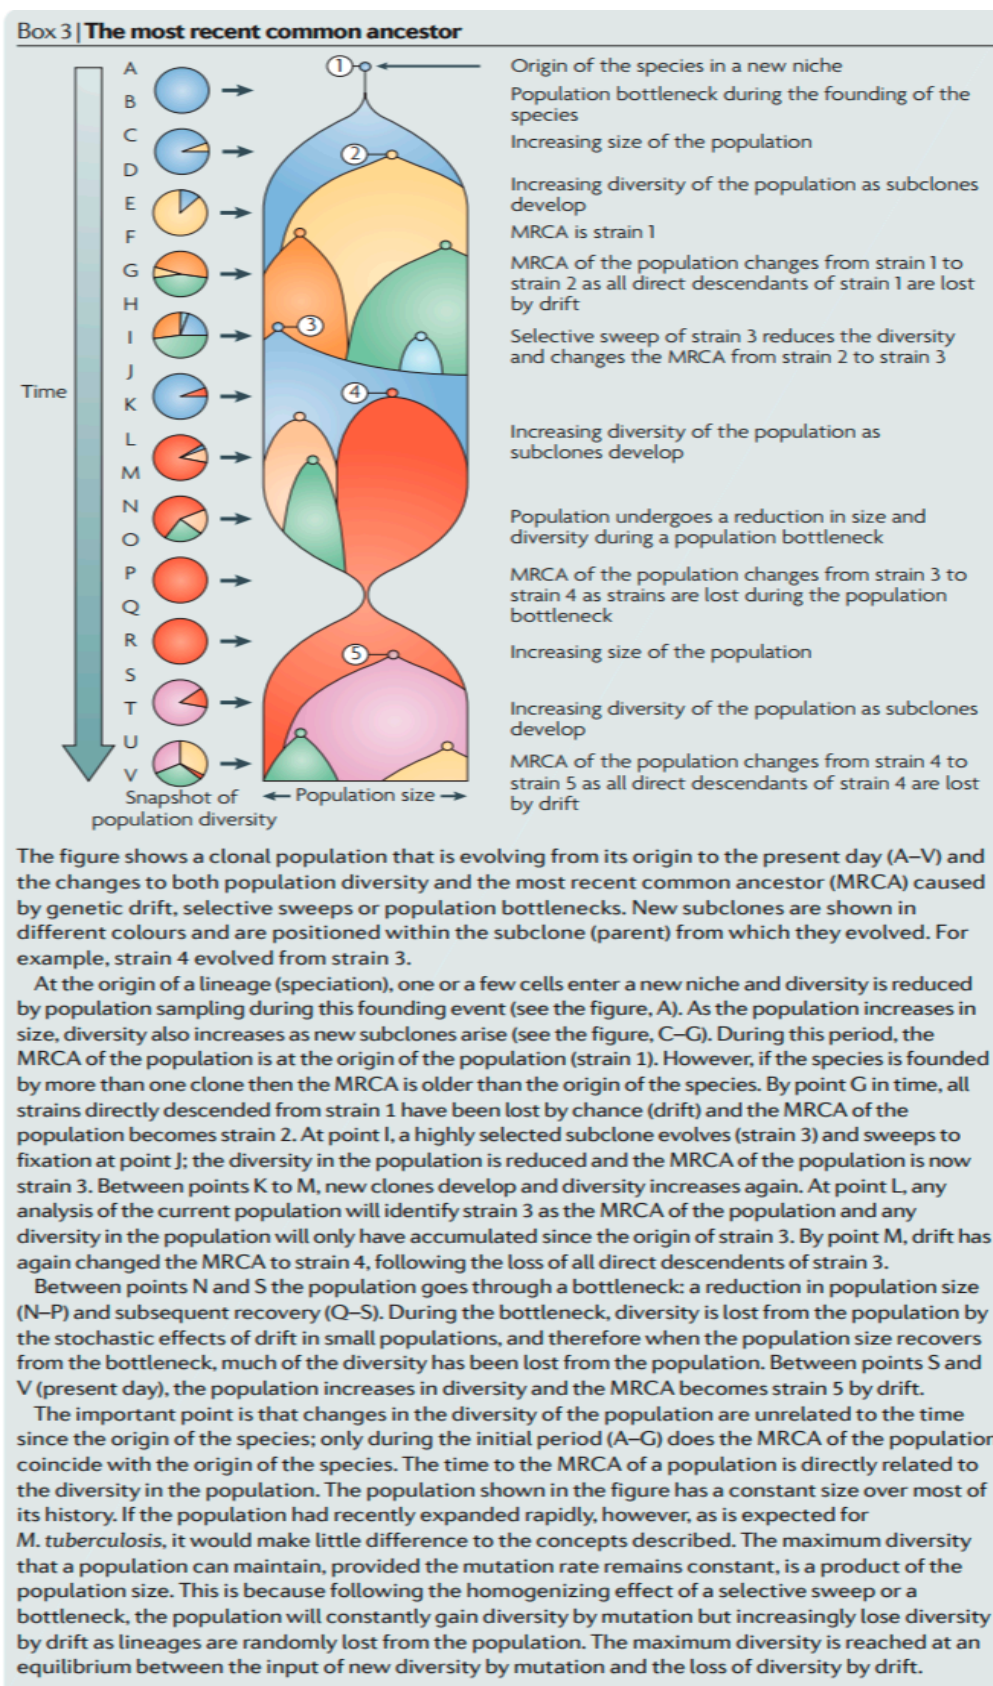 Box 3 | The most recent common ancestor
A
B
C
D
E
F
G
H
I
J
K
L
M
N
O
P
Q
R
S
T
U
V
Time
1
2
3
4
5
Snapshot of
population diversity
Population size
Origin of the species in a new niche
Population bottleneck during the founding of the
species
Increasing size of the population
Increasing diversity of the population as subclones
develop
MRCA is strain 1
MRCA of the population changes from strain 1 to
strain 2 as all direct descendants of strain 1 are lost
by drift
Selective sweep of strain 3 reduces the diversity
and changes the MRCA from strain 2 to strain 3
Increasing diversity of the population as
subclones develop
Population undergoes a reduction in size and
diversity during a population bottleneck
MRCA of the population changes from strain 3 to
strain 4 as strains are lost during the population
bottleneck
Increasing size of the population
Increasing diversity of the population as subclones
develop
MRCA of the population changes from strain 4 to
strain 5 as all direct descendants of strain 4 are lost
by drift
The figure shows a clonal population that is evolving from its origin to the present day (A–V) and
the changes to both population diversity and the most recent common ancestor (MRCA) caused
by genetic drift, selective sweeps or population bottlenecks. New subclones are shown in
different colours and are positioned within the subclone (parent) from which they evolved. For
example, strain 4 evolved from strain 3.
At the origin of a lineage (speciation), one or a few cells enter a new niche and diversity is reduced
by population sampling during this founding event (see the figure, A). As the population increases in
size, diversity also increases as new subclones arise (see the figure, C–G). During this period, the
MRCA of the population is at the origin of the population (strain 1). However, if the species is founded
by more than one clone then the MRCA is older than the origin of the species. By point G in time, all
strains directly descended from strain 1 have been lost by chance (drift) and the MRCA of the
population becomes strain 2. At point I, a highly selected subclone evolves (strain 3) and sweeps to
fixation at point J; the diversity in the population is reduced and the MRCA of the population is now
strain 3. Between points K to M, new clones develop and diversity increases again. At point L, any
analysis of the current population will identify strain 3 as the MRCA of the population and any
diversity in the population will only have accumulated since the origin of strain 3. By point M, drift has
again changed the MRCA to strain 4, following the loss of all direct descendents of strain 3.
Between points N and S the population goes through a bottleneck: a reduction in population size
(N–P) and subsequent recovery (Q–S). During the bottleneck, diversity is lost from the population by
the stochastic effects of drift in small populations, and therefore when the population size recovers
from the bottleneck, much of the diversity has been lost from the population. Between points S and
V (present day), the population increases in diversity and the MRCA becomes strain 5 by drift.
The important point is that changes in the diversity of the population are unrelated to the time
since the origin of the species; only during the initial period (A–G) does the MRCA of the population
coincide with the origin of the species. The time to the MRCA of a population is directly related to
the diversity in the population. The population shown in the figure has a constant size over most of
its history. If the population had recently expanded rapidly, however, as is expected for
M. tuberculosis, it would make little difference to the concepts described. The maximum diversity
that a population can maintain, provided the mutation rate remains constant, is a product of the
population size. This is because following the homogenizing effect of a selective sweep or a
bottleneck, the population will constantly gain diversity by mutation but increasingly lose diversity
by drift as lineages are randomly lost from the population. The maximum diversity is reached at an
equilibrium between the input of new diversity by mutation and the loss of diversity by drift.